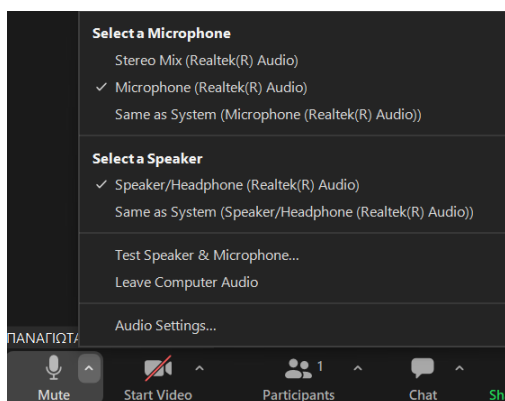 Select a Microphone
Stereo Mix (Realtek(R) Audio)
Microphone (Realtek(R) Audio)
Same as System (Microphone (Realtek(R) Audio))
Select a Speaker
Speaker/Headphone (Realtek(R) Audio)
Same as System (Speaker/Headphone (Realtek(R) Audio))
Test Speaker & Microphone...
Leave Computer Audio
Audio Settings...
Mute
Start Video
Participants
1
Chat